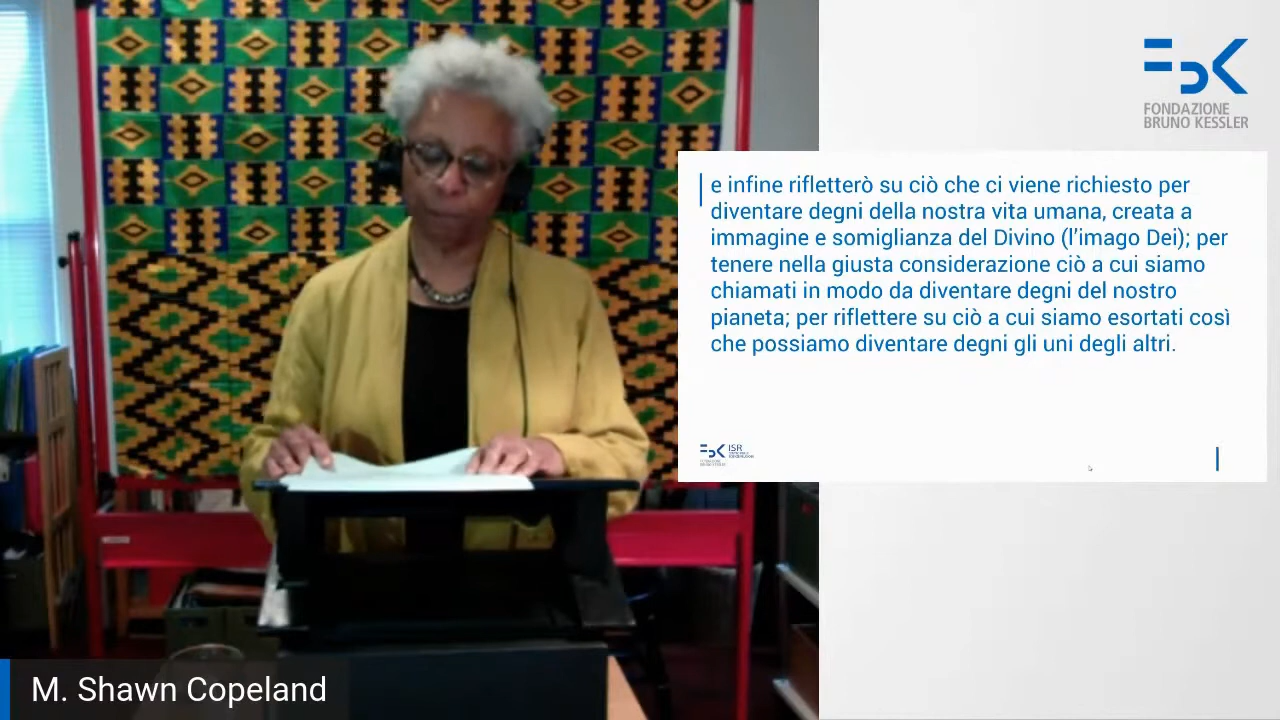 FONDAZIONE
BRUNO KESSLER
e infine rifletterò su ciò che ci viene richiesto per
diventare degni della nostra vita umana, creata a
immagine e somiglianza del Divino (l'imago Dei); per
tenere nella giusta considerazione ciò a cui siamo
chiamati in modo da diventare degni del nostro
pianeta; per riflettere su ciò a cui siamo esortati così
che possiamo diventare degni gli uni degli altri.
ISR
M. Shawn Copeland